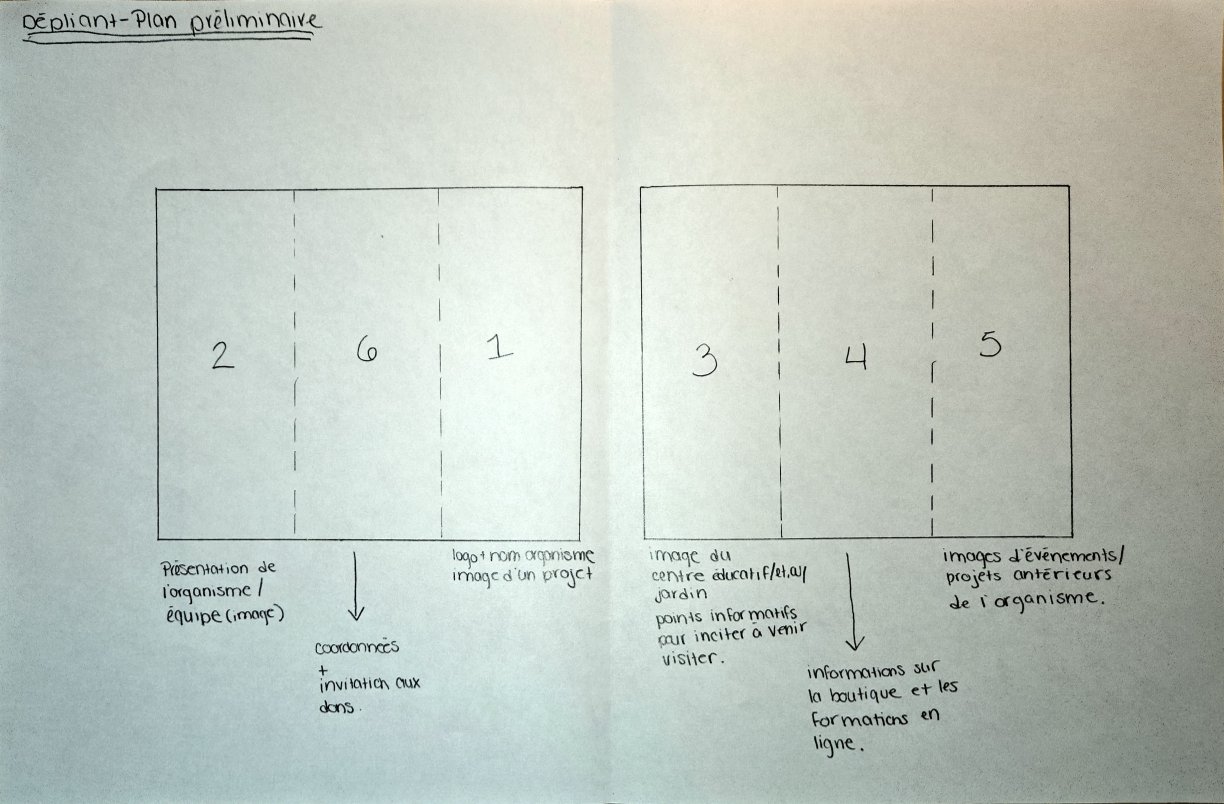 Dépliant-Plan préliminaire
2
6
1
3
4
5
Présentation de
l'organisme /
équipe (image)
coordonnées
+
invitation aux
dons.
logo + nom organisme
image d'un projet
image du
centre éducatif/et,ou/
jardin
points informatifs
pour inciter à venir
visiter.
informations sur
la boutique et les
formations en
ligne.
images d'événements/
projets antérieurs
de l'organisme.